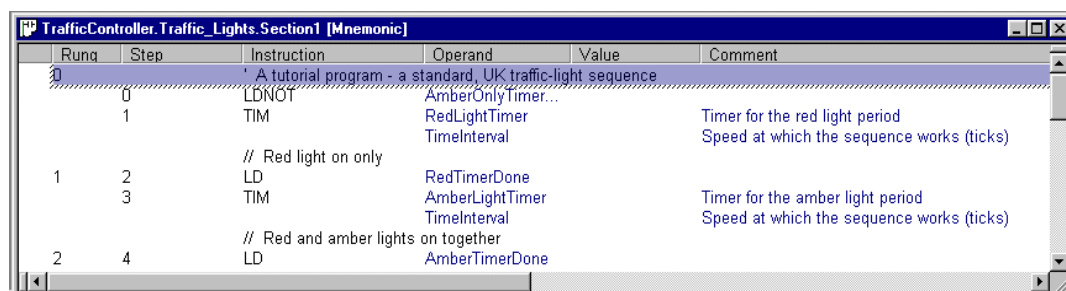 TrafficController.Traffic_Lights.Section1 [Mnemonic]
Rung Step Instruction Operand Value Comment
0 ' A tutorial program - a standard, UK traffic-light sequence
0 LDNOT AmberOnlyTimer...
1 TIM RedLightTimer Timer for the red light period
TimeInterval Speed at which the sequence works (ticks)
// Red light on only
1 2 LD RedTimerDone
3 TIM AmberLightTimer Timer for the amber light period
TimeInterval Speed at which the sequence works (ticks)
// Red and amber lights on together
2 4 LD AmberTimerDone